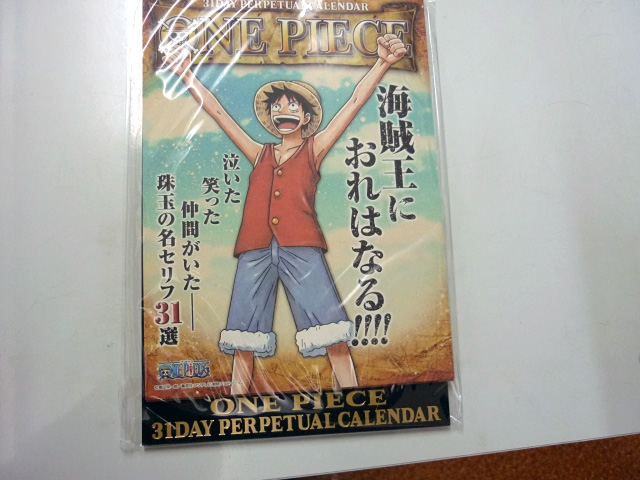 31DAY PERPETUAL CALENDAR
ONE PIECE
海賊王に
おれはなる!!!!
泣いた
笑った
仲間がいた——
珠玉の名セリフ31選
ONE PIECE
ONE PIECE
31DAY PERPETUAL CALENDAR